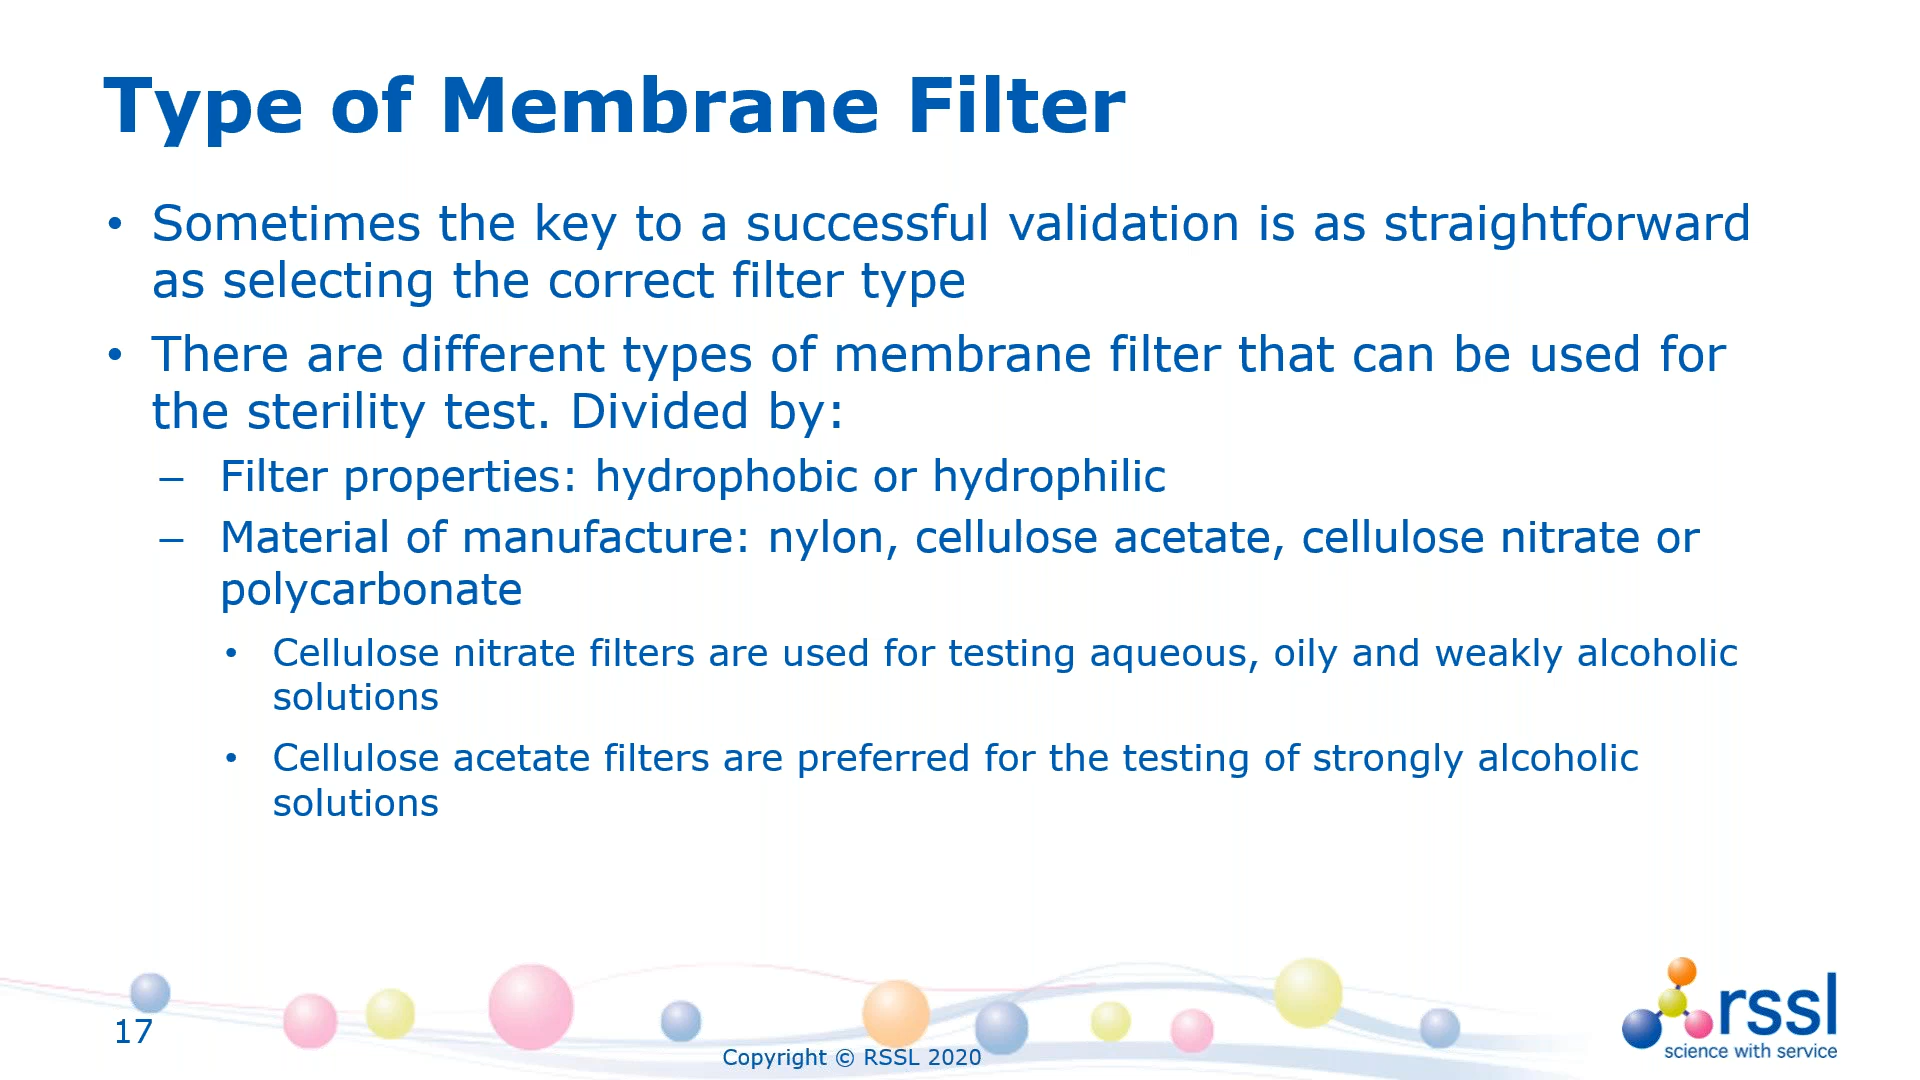 Type of Membrane Filter
• Sometimes the key to a successful validation is as straightforward
as selecting the correct filter type
• There are different types of membrane filter that can be used for
the sterility test. Divided by:
– Filter properties: hydrophobic or hydrophilic
– Material of manufacture: nylon, cellulose acetate, cellulose nitrate or
polycarbonate
• Cellulose nitrate filters are used for testing aqueous, oily and weakly alcoholic
solutions
• Cellulose acetate filters are preferred for the testing of strongly alcoholic
solutions
17
Copyright © RSSL 2020
rssl
science with service